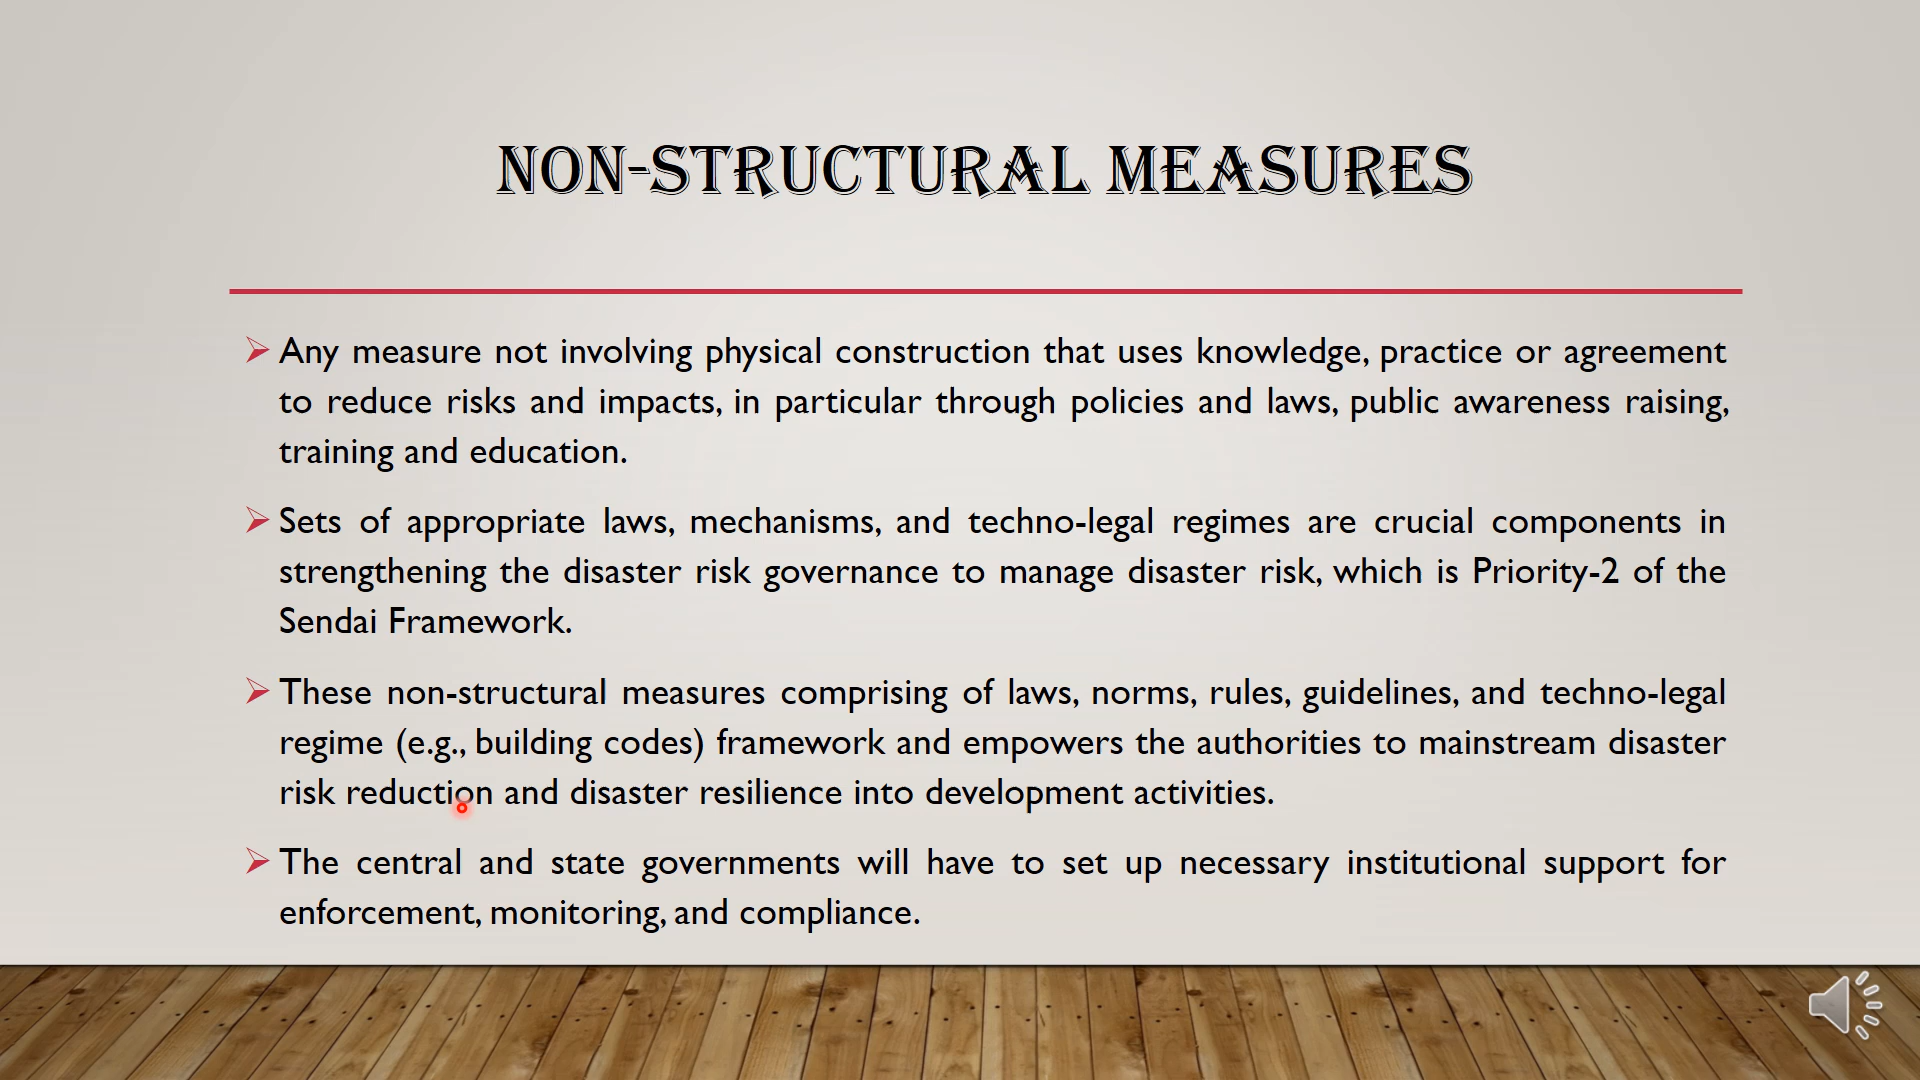 NON-STRUCTURAL MEASURES
Any measure not involving physical construction that uses knowledge, practice or agreement
to reduce risks and impacts, in particular through policies and laws, public awareness raising,
training and education.
Sets of appropriate laws, mechanisms, and techno-legal regimes are crucial components in
strengthening the disaster risk governance to manage disaster risk, which is Priority-2 of the
Sendai Framework.
These non-structural measures comprising of laws, norms, rules, guidelines, and techno-legal
regime (e.g., building codes) framework and empowers the authorities to mainstream disaster
risk reduction and disaster resilience into development activities.
The central and state governments will have to set up necessary institutional support for
enforcement, monitoring, and compliance.